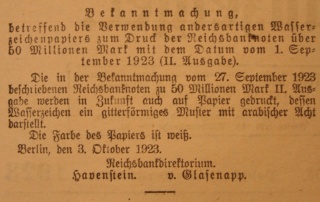 Bekanntmachung,
betreffend die Verwendung andersartigen Wasser-
zeichenpapiers zum Druck der Reichsbanknoten über
50 Millionen Mark mit dem Datum vom 1. Sep-
tember 1923 (II. Ausgabe).
Die in der Bekanntmachung vom 27. September 1923
beschriebenen Reichsbanknoten zu 50 Millionen Mark II. Aus-
gabe werden in Zukunft auch auf Papier gedruckt, dessen
Wasserzeichen ein gitterförmiges Muster mit arabischer Acht
darstellt.
Die Farbe des Papiers ist weiß.
Berlin, den 3. Oktober 1923.
Reichsbankdirektorium.
Havenstein. v. Glasenapp.